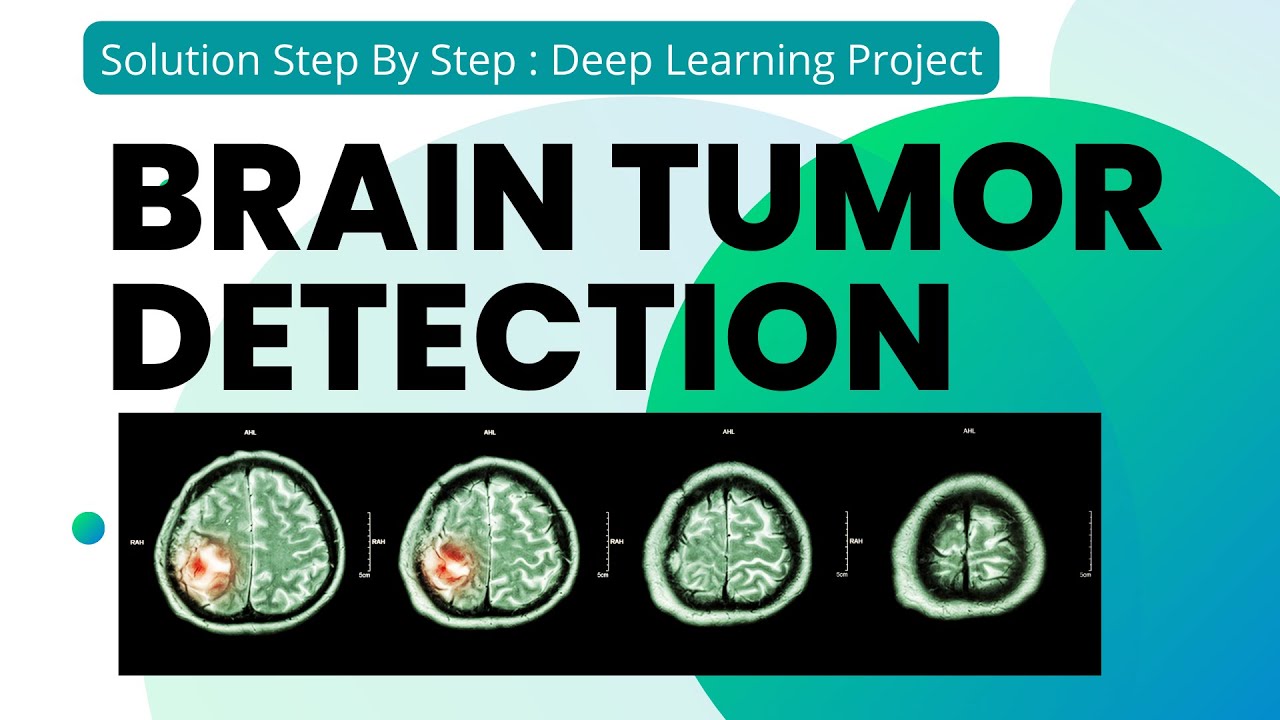 Solution Step By Step : Deep Learning Project
BRAIN TUMOR
DETECTION
AHL
AHL
AHL
AHL
RAH
RAH
RAH
RAH
5cm
5cm
5cm
5cm